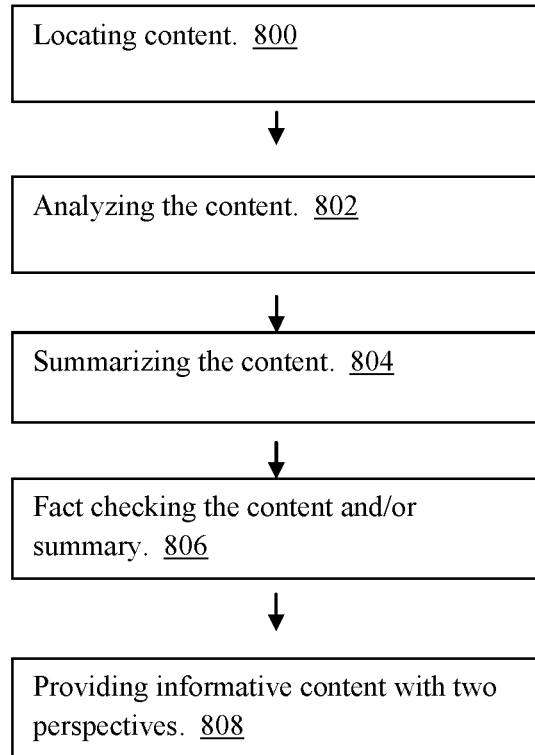 Locating content. 800
Analyzing the content. 802
Summarizing the content. 804
Fact checking the content and/or
summary. 806
Providing informative content with two
perspectives. 808